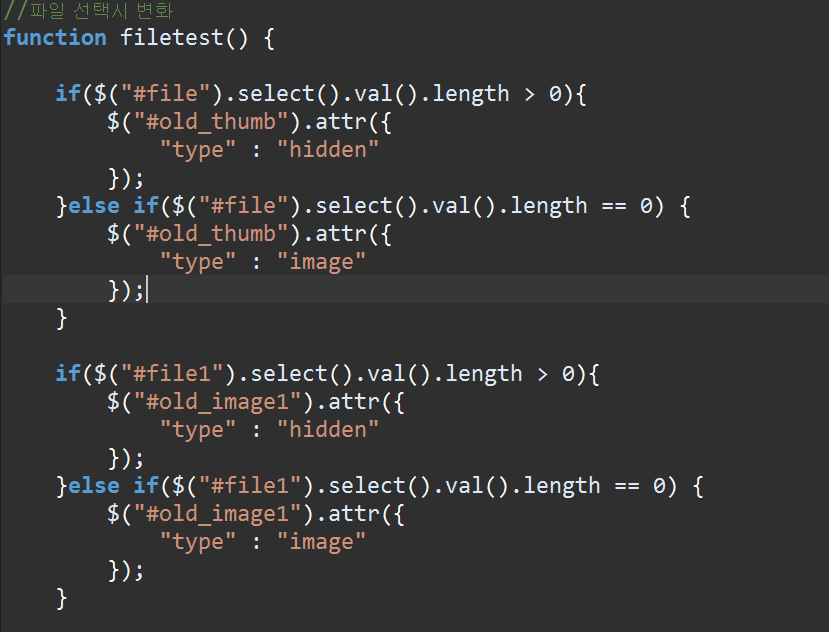 //파일 선택시 변화
function filetest() {
if($("#file").select().val().length > 0){
$("#old_thumb").attr({
"type" : "hidden"
});
}else if($("#file").select().val().length == 0) {
$("#old_thumb").attr({
"type" : "image"
});
}
if($("#file1").select().val().length > 0){
$("#old_image1").attr({
"type" : "hidden"
});
}else if($("#file1").select().val().length == 0) {
$("#old_image1").attr({
"type" : "image"
});
}